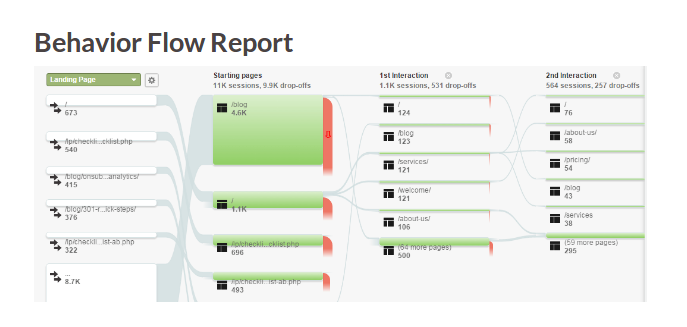 Behavior Flow Report
Landing Page
Starting pages
11K sessions, 9.9K drop-offs
1st Interaction
1.1K sessions, 531 drop-offs
2nd Interaction
564 sessions, 257 drop-offs
/
673
/lp/checkli...cklist.php
540
/blog/onsub...analytics/
415
/blog/301-r...ick-steps/
376
/lp/checkli...ist-ab.php
322
...
8.7K
/blog
4.6K
/
1.1K
/lp/checkli...cklist.php
696
/lp/checkli...ist-ab.php
493
/
124
/blog
123
/services/
121
/welcome/
121
/about-us/
106
(64 more pages)
500
/
76
/about-us/
58
/pricing/
54
/blog
43
/services
38
(59 more pages)
295